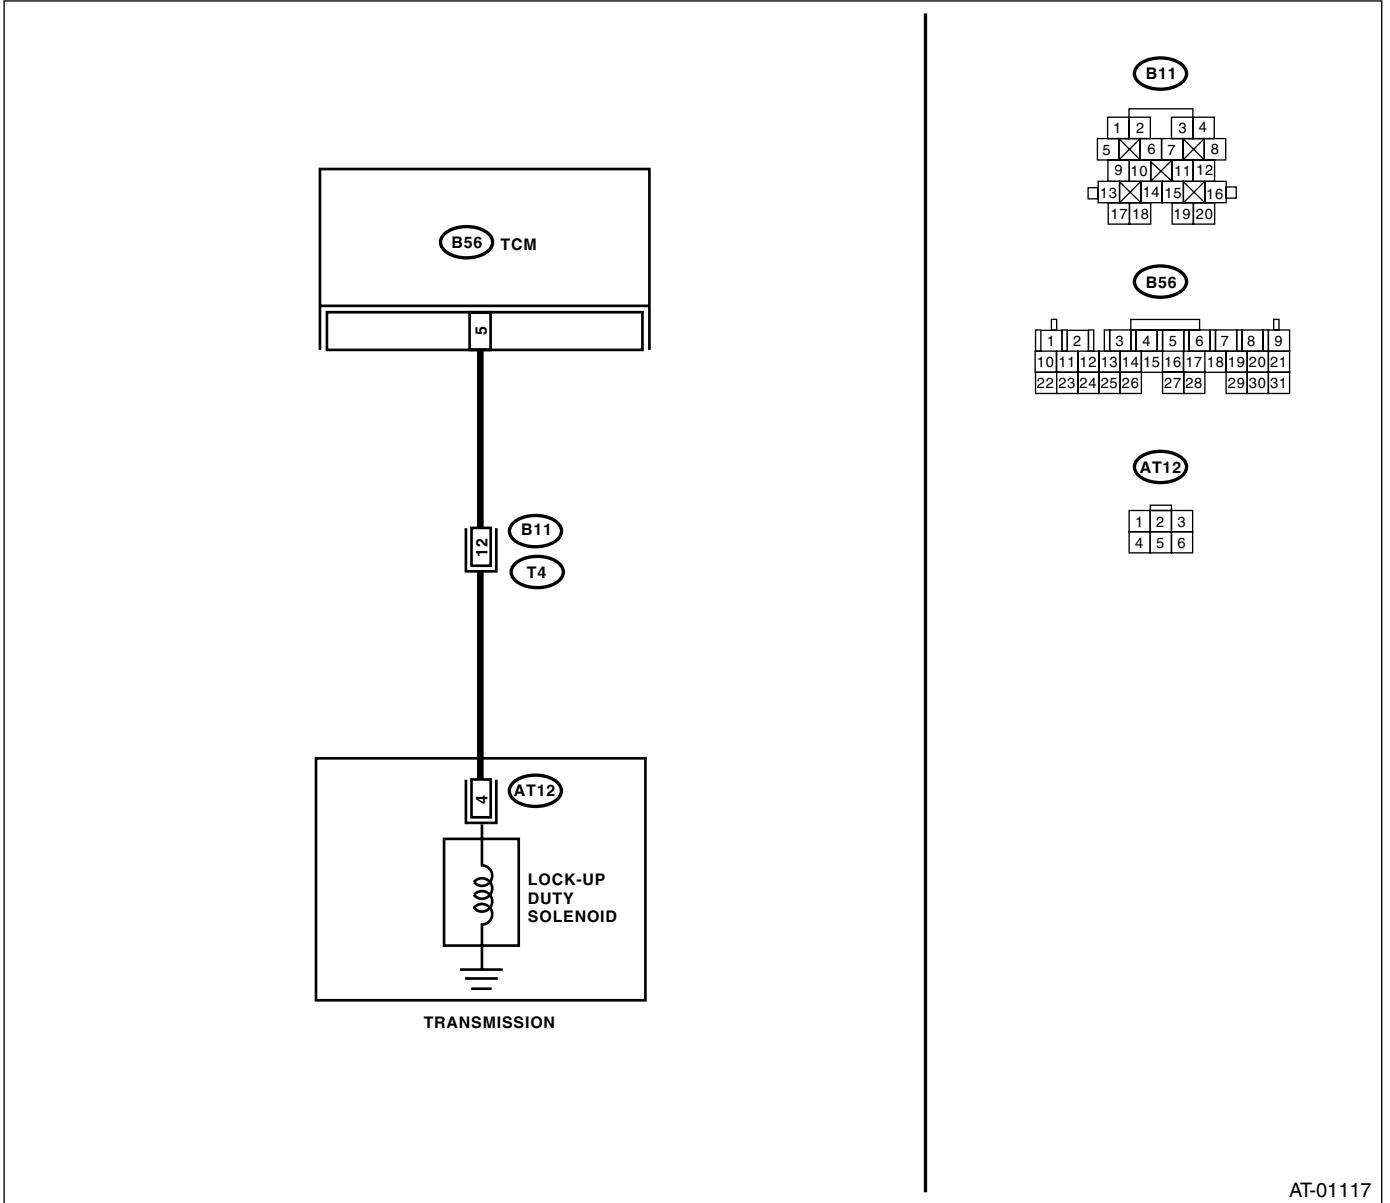 B56 TCM
5
12
B11
T4
4
AT12
LOCK-UP
DUTY
SOLENOID
TRANSMISSION
B11
1 2 3 4
5 6 7 8
9 10 11 12
13 14 15 16
17 18 19 20
B56
1 2 3 4 5 6 7 8 9
10 11 12 13 14 15 16 17 18 19 20 21
22 23 24 25 26 27 28 29 30 31
AT12
1 2 3
4 5 6
AT-01117